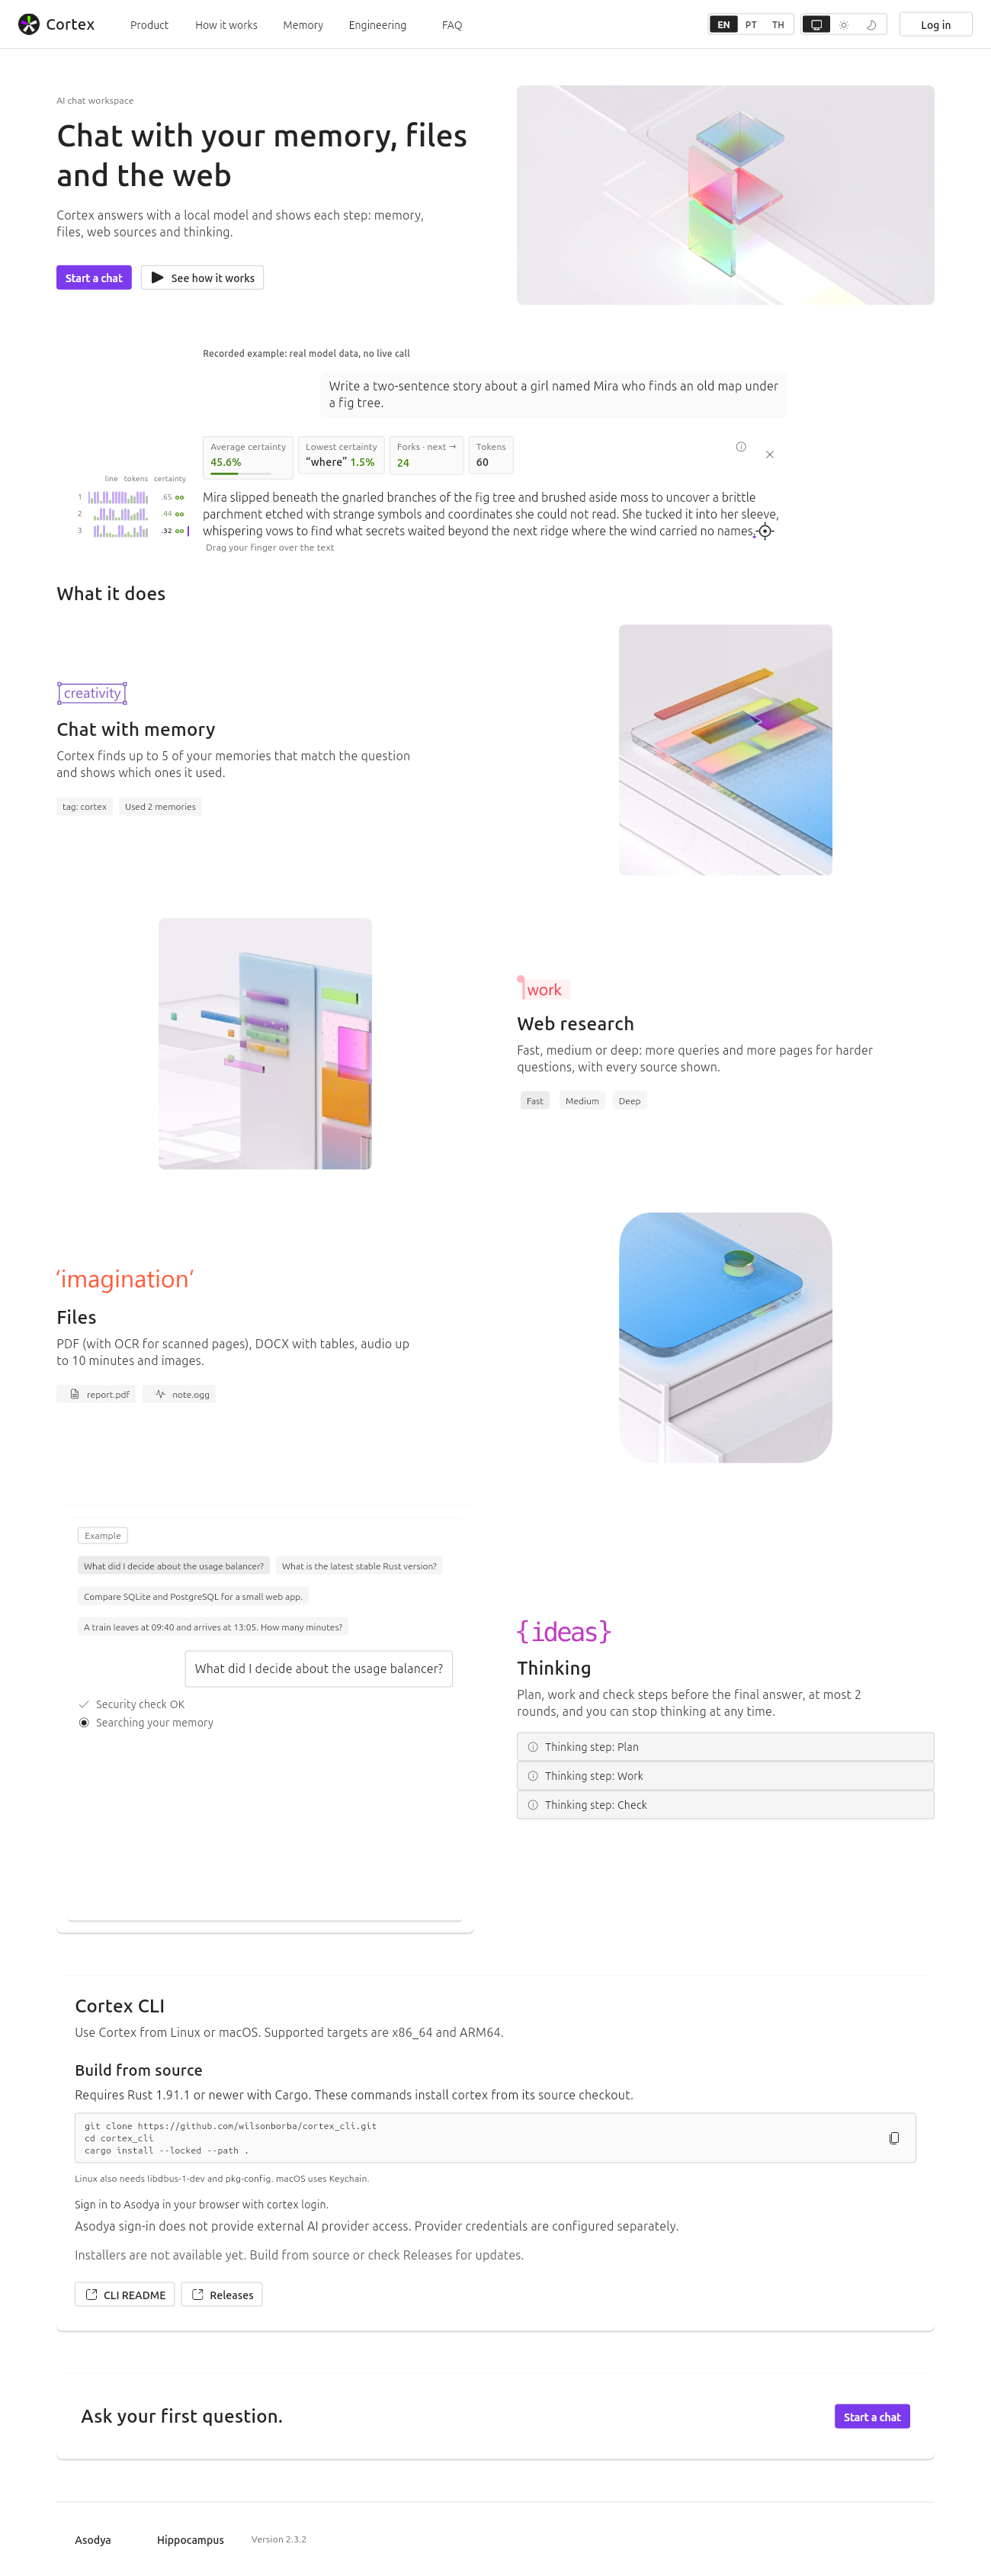 Cortex
Product
How it works
Memory
Engineering
FAQ
EN
PT
TH
Log in
AI chat workspace
Chat with your memory, files
and the web
Cortex answers with a local model and shows each step: memory,
files, web sources and thinking.
Start a chat
See how it works
Recorded example: real model data, no live call
Write a two-sentence story about a girl named Mira who finds an old map under
a fig tree.
Average certainty
45.6%
Lowest certainty
“where” 1.5%
Forks · next →
24
Tokens
60
line tokens certainty
1 .65
2 .44
3 .32
Mira slipped beneath the gnarled branches of the fig tree and brushed aside moss to uncover a brittle
parchment etched with strange symbols and coordinates she could not read. She tucked it into her sleeve,
whispering vows to find what secrets waited beyond the next ridge where the wind carried no names.
Drag your finger over the text
What it does
creativity
Chat with memory
Cortex finds up to 5 of your memories that match the question
and shows which ones it used.
tag: cortex
Used 2 memories
work
Web research
Fast, medium or deep: more queries and more pages for harder
questions, with every source shown.
Fast
Medium
Deep
‘imagination’
Files
PDF (with OCR for scanned pages), DOCX with tables, audio up
to 10 minutes and images.
report.pdf
note.ogg
Example
What did I decide about the usage balancer?
What is the latest stable Rust version?
Compare SQLite and PostgreSQL for a small web app.
A train leaves at 09:40 and arrives at 13:05. How many minutes?
What did I decide about the usage balancer?
Security check OK
Searching your memory
{ideas}
Thinking
Plan, work and check steps before the final answer, at most 2
rounds, and you can stop thinking at any time.
Thinking step: Plan
Thinking step: Work
Thinking step: Check
Cortex CLI
Use Cortex from Linux or macOS. Supported targets are x86_64 and ARM64.
Build from source
Requires Rust 1.91.1 or newer with Cargo. These commands install cortex from its source checkout.
git clone https://github.com/wilsonborba/cortex_cli.git
cd cortex_cli
cargo install --locked --path .
Linux also needs libdbus-1-dev and pkg-config. macOS uses Keychain.
Sign in to Asodya in your browser with cortex login.
Asodya sign-in does not provide external AI provider access. Provider credentials are configured separately.
Installers are not available yet. Build from source or check Releases for updates.
CLI README
Releases
Ask your first question.
Start a chat
Asodya
Hippocampus
Version 2.3.2